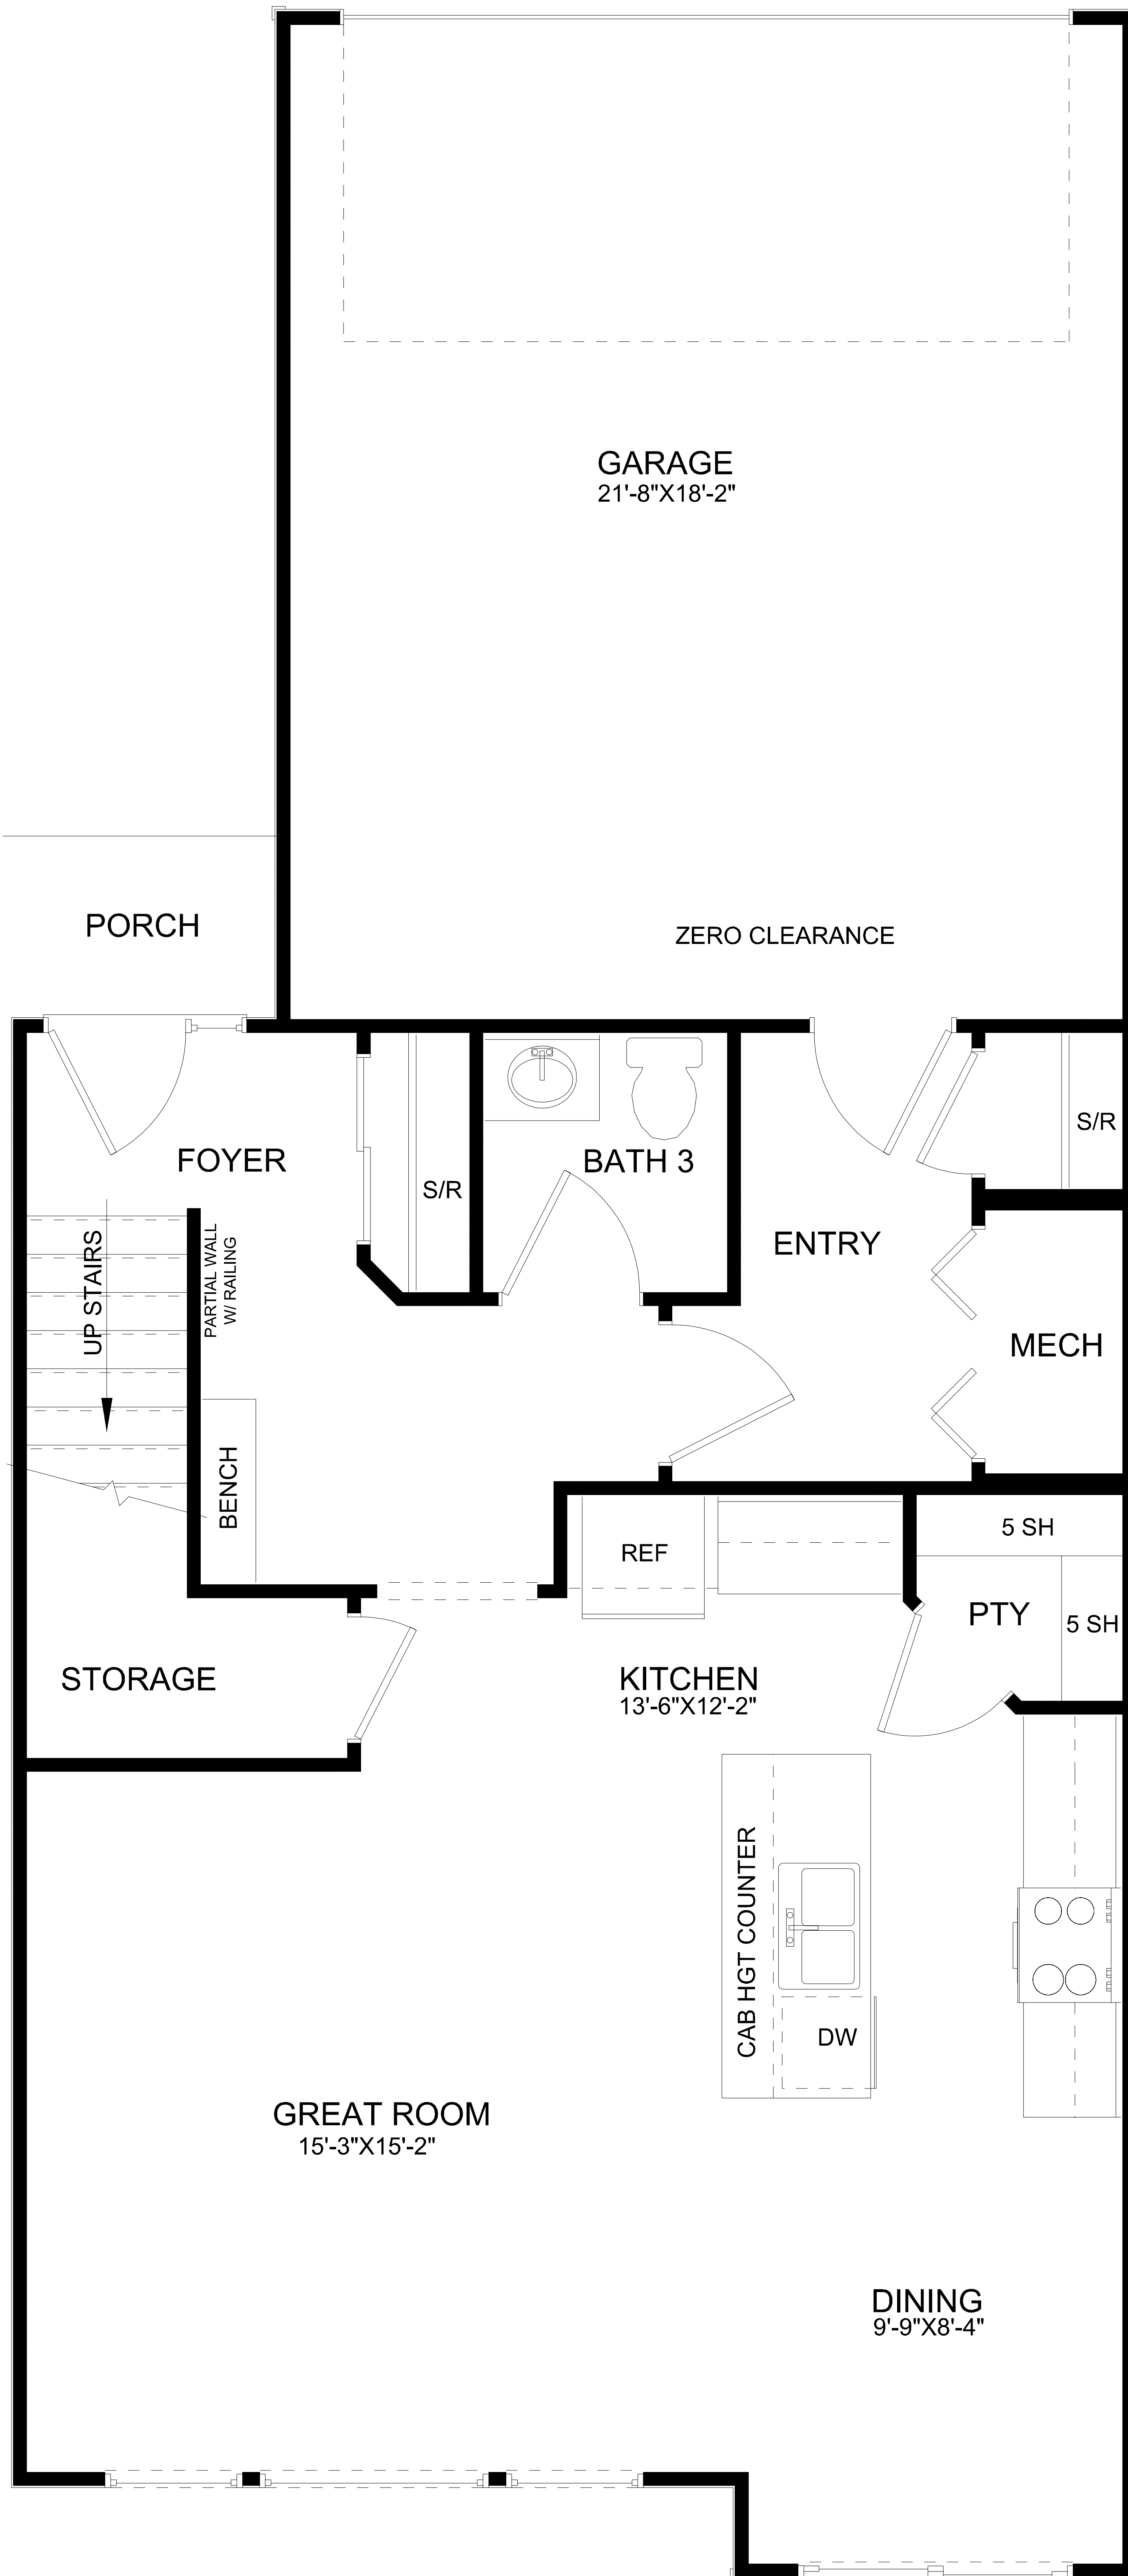 GARAGE
21'-8"X18'-2"
PORCH
ZERO CLEARANCE
FOYER
S/R
BATH 3
S/R
UP STAIRS
PARTIAL WALL
W/ RAILING
ENTRY
MECH
BENCH
REF
5 SH
PTY
5 SH
STORAGE
KITCHEN
13'-6"X12'-2"
CAB HGT COUNTER
DW
GREAT ROOM
15'-3"X15'-2"
DINING
9'-9"X8'-4"